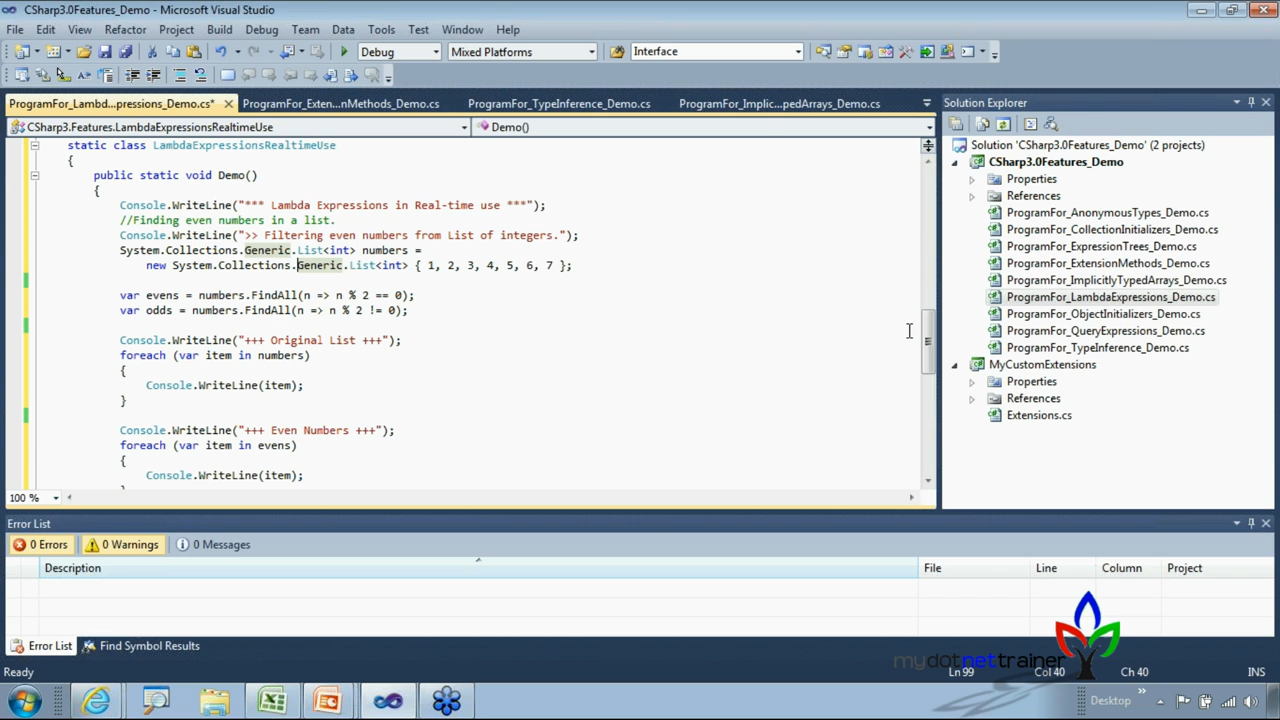 CSharp3.0Features_Demo - Microsoft Visual Studio
File Edit View Refactor Project Build Debug Team Data Tools Test Window Help
Debug Mixed Platforms Interface
ProgramFor_Lambd...pressions_Demo.cs* ProgramFor_Exten...nMethods_Demo.cs ProgramFor_TypeInference_Demo.cs ProgramFor_Implic...pedArrays_Demo.cs
CSharp3.Features.LambdaExpressionsRealtimeUse Demo()
static class LambdaExpressionsRealtimeUse
{
public static void Demo()
{
Console.WriteLine("*** Lambda Expressions in Real-time use ***");
//Finding even numbers in a list.
Console.WriteLine(">> Filtering even numbers from List of integers.");
System.Collections.Generic.List<int> numbers =
new System.Collections.Generic.List<int> { 1, 2, 3, 4, 5, 6, 7 };
var evens = numbers.FindAll(n => n % 2 == 0);
var odds = numbers.FindAll(n => n % 2 != 0);
Console.WriteLine("+++ Original List +++");
foreach (var item in numbers)
{
Console.WriteLine(item);
}
Console.WriteLine("+++ Even Numbers +++");
foreach (var item in evens)
{
Console.WriteLine(item);
100 %
Solution Explorer
Solution 'CSharp3.0Features_Demo' (2 projects)
CSharp3.0Features_Demo
Properties
References
ProgramFor_AnonymousTypes_Demo.cs
ProgramFor_CollectionInitializers_Demo.cs
ProgramFor_ExpressionTrees_Demo.cs
ProgramFor_ExtensionMethods_Demo.cs
ProgramFor_ImplicitlyTypedArrays_Demo.cs
ProgramFor_LambdaExpressions_Demo.cs
ProgramFor_ObjectInitializers_Demo.cs
ProgramFor_QueryExpressions_Demo.cs
ProgramFor_TypeInference_Demo.cs
MyCustomExtensions
Properties
References
Extensions.cs
Error List
0 Errors 0 Warnings 0 Messages
Description File Line Column Project
Error List Find Symbol Results
mydotnettrainer
Ready Ln 99 Col 40 Ch 40 INS
Desktop